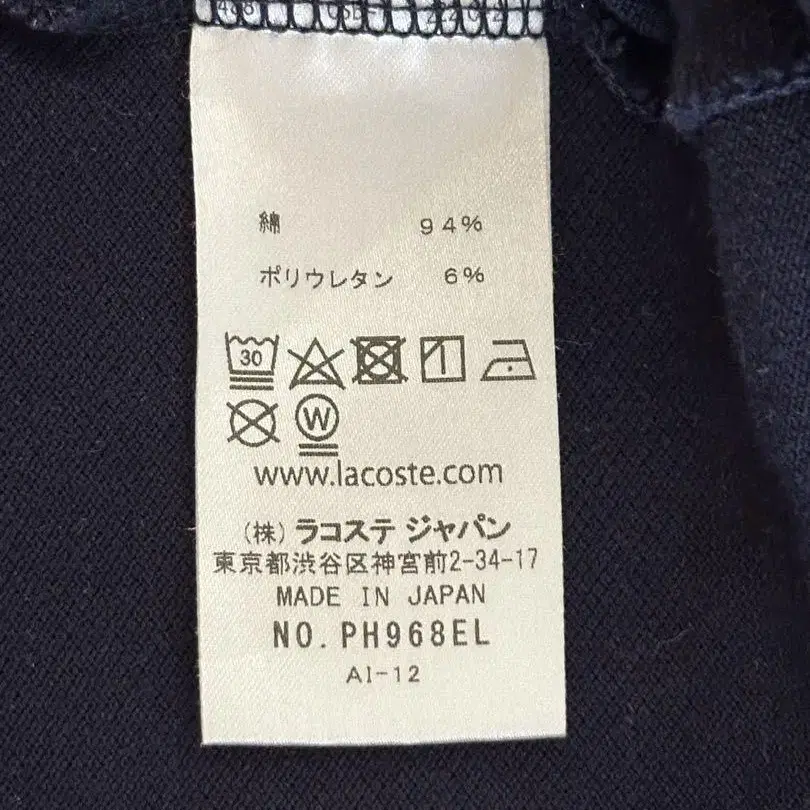 綿 94%
ポリウレタン 6%
30
W
www.lacoste.com
(株) ラコステ ジャパン
東京都渋谷区神宮前2-34-17
MADE IN JAPAN
NO. PH968EL
AI-12